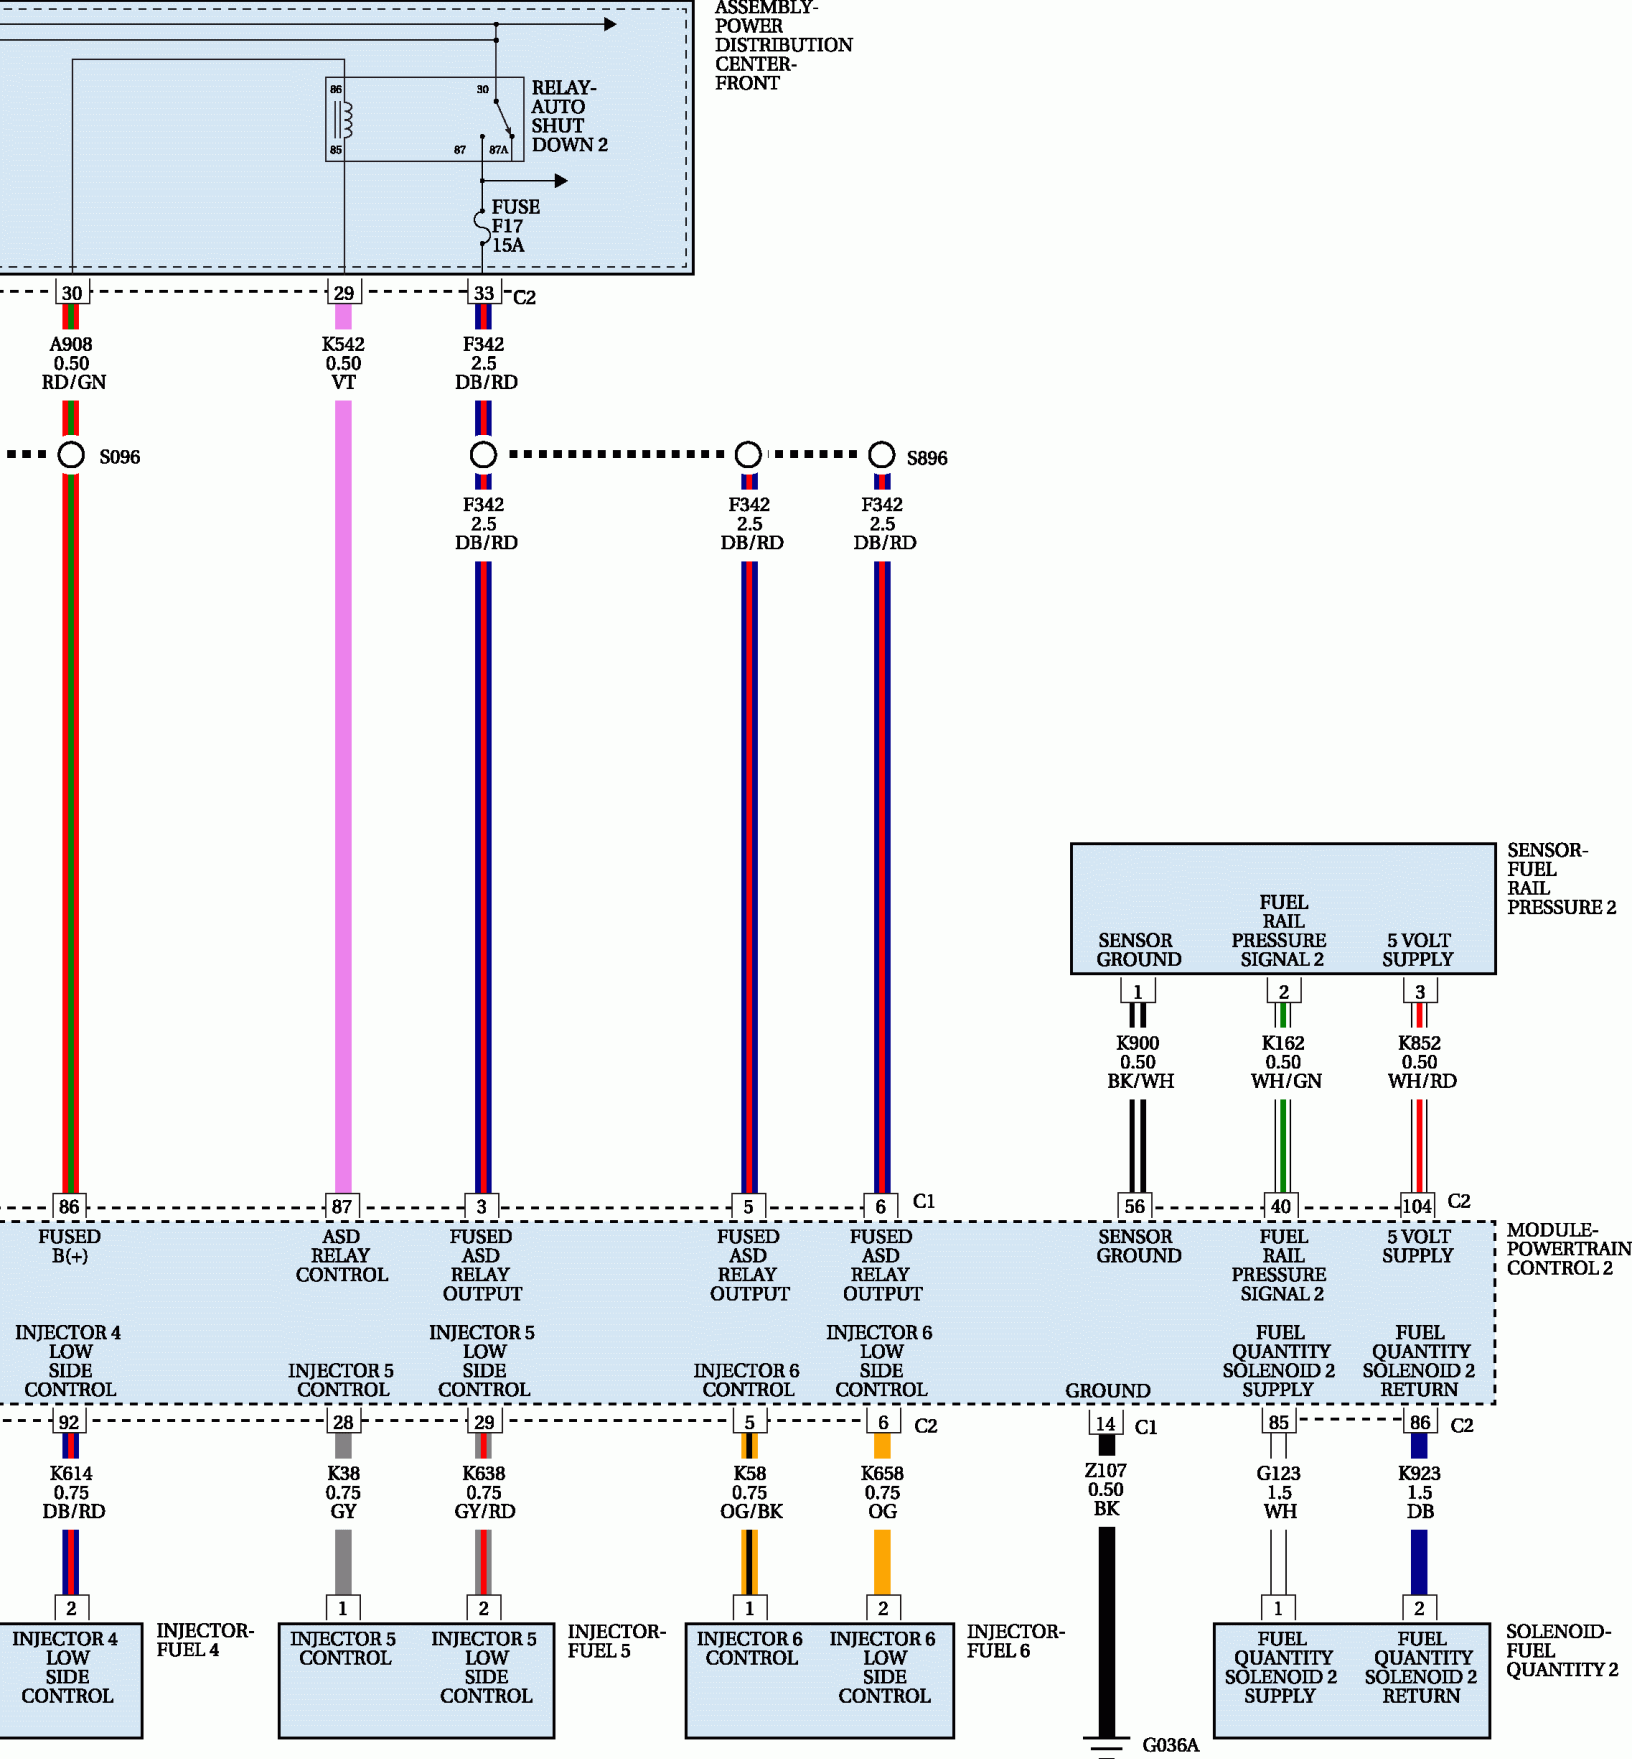 ASSEMBLY-
POWER
DISTRIBUTION
CENTER-
FRONT
86
30
85
87
87A
RELAY-
AUTO
SHUT
DOWN 2
FUSE
F17
15A
30
29
33
C2
A908
0.50
RD/GN
K542
0.50
VT
F342
2.5
DB/RD
S096
S896
F342
2.5
DB/RD
F342
2.5
DB/RD
F342
2.5
DB/RD
SENSOR-
FUEL
RAIL
PRESSURE 2
SENSOR
GROUND
FUEL
RAIL
PRESSURE
SIGNAL 2
5 VOLT
SUPPLY
1
2
3
K900
0.50
BK/WH
K162
0.50
WH/GN
K852
0.50
WH/RD
86
87
3
5
6
C1
56
40
104
C2
MODULE-
POWERTRAIN
CONTROL 2
FUSED
B(+)
ASD
RELAY
CONTROL
FUSED
ASD
RELAY
OUTPUT
FUSED
ASD
RELAY
OUTPUT
FUSED
ASD
RELAY
OUTPUT
SENSOR
GROUND
FUEL
RAIL
PRESSURE
SIGNAL 2
5 VOLT
SUPPLY
INJECTOR 4
LOW
SIDE
CONTROL
INJECTOR 5
CONTROL
INJECTOR 5
LOW
SIDE
CONTROL
INJECTOR 6
CONTROL
INJECTOR 6
LOW
SIDE
CONTROL
GROUND
FUEL
QUANTITY
SOLENOID 2
SUPPLY
FUEL
QUANTITY
SOLENOID 2
RETURN
92
28
29
5
6
C2
14
C1
85
86
C2
K614
0.75
DB/RD
K38
0.75
GY
K638
0.75
GY/RD
K58
0.75
OG/BK
K658
0.75
OG
Z107
0.50
BK
G123
1.5
WH
K923
1.5
DB
2
1
2
1
2
1
2
INJECTOR 4
LOW
SIDE
CONTROL
INJECTOR-
FUEL 4
INJECTOR 5
CONTROL
INJECTOR 5
LOW
SIDE
CONTROL
INJECTOR-
FUEL 5
INJECTOR 6
CONTROL
INJECTOR 6
LOW
SIDE
CONTROL
INJECTOR-
FUEL 6
FUEL
QUANTITY
SOLENOID 2
SUPPLY
FUEL
QUANTITY
SOLENOID 2
RETURN
SOLENOID-
FUEL
QUANTITY 2
G036A